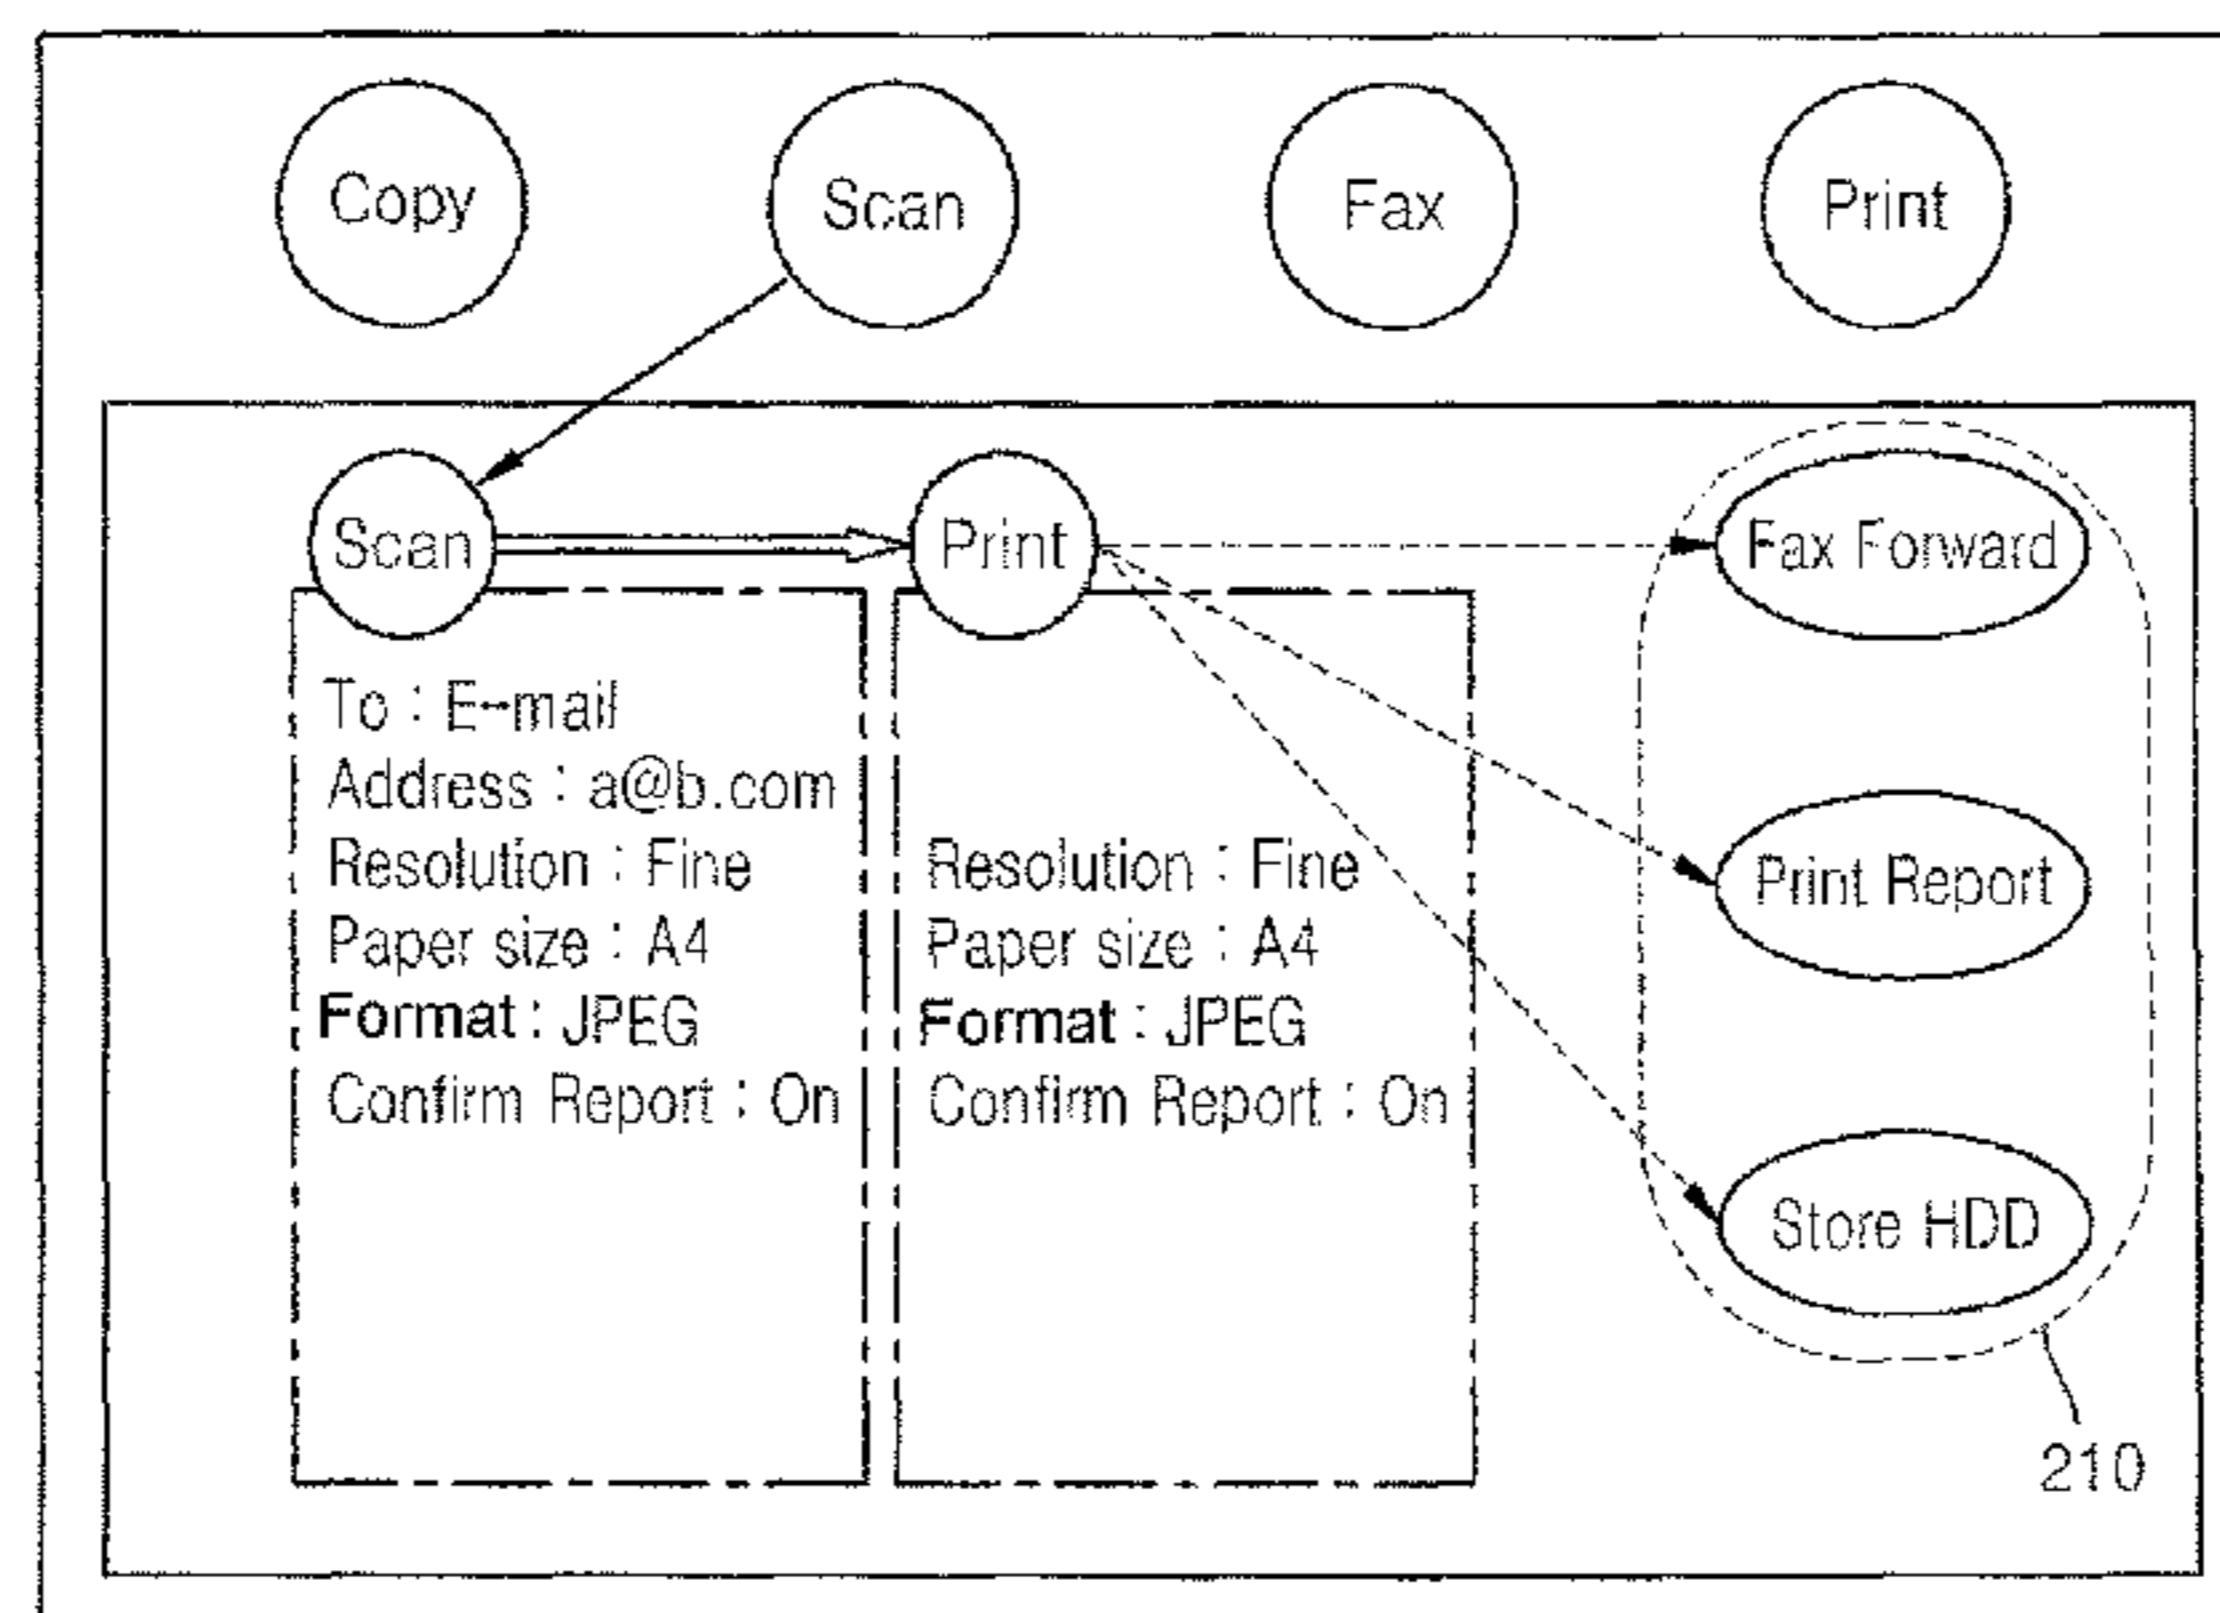 Copy
Scan
Fax
Print
Scan
Print
Fax Forward
To : E-mail
Address : a@b.com
Resolution : Fine
Paper size : A4
Format : JPEG
Confirm Report : On
Resolution : Fine
Paper size : A4
Format : JPEG
Confirm Report : On
Print Report
Store HDD
210